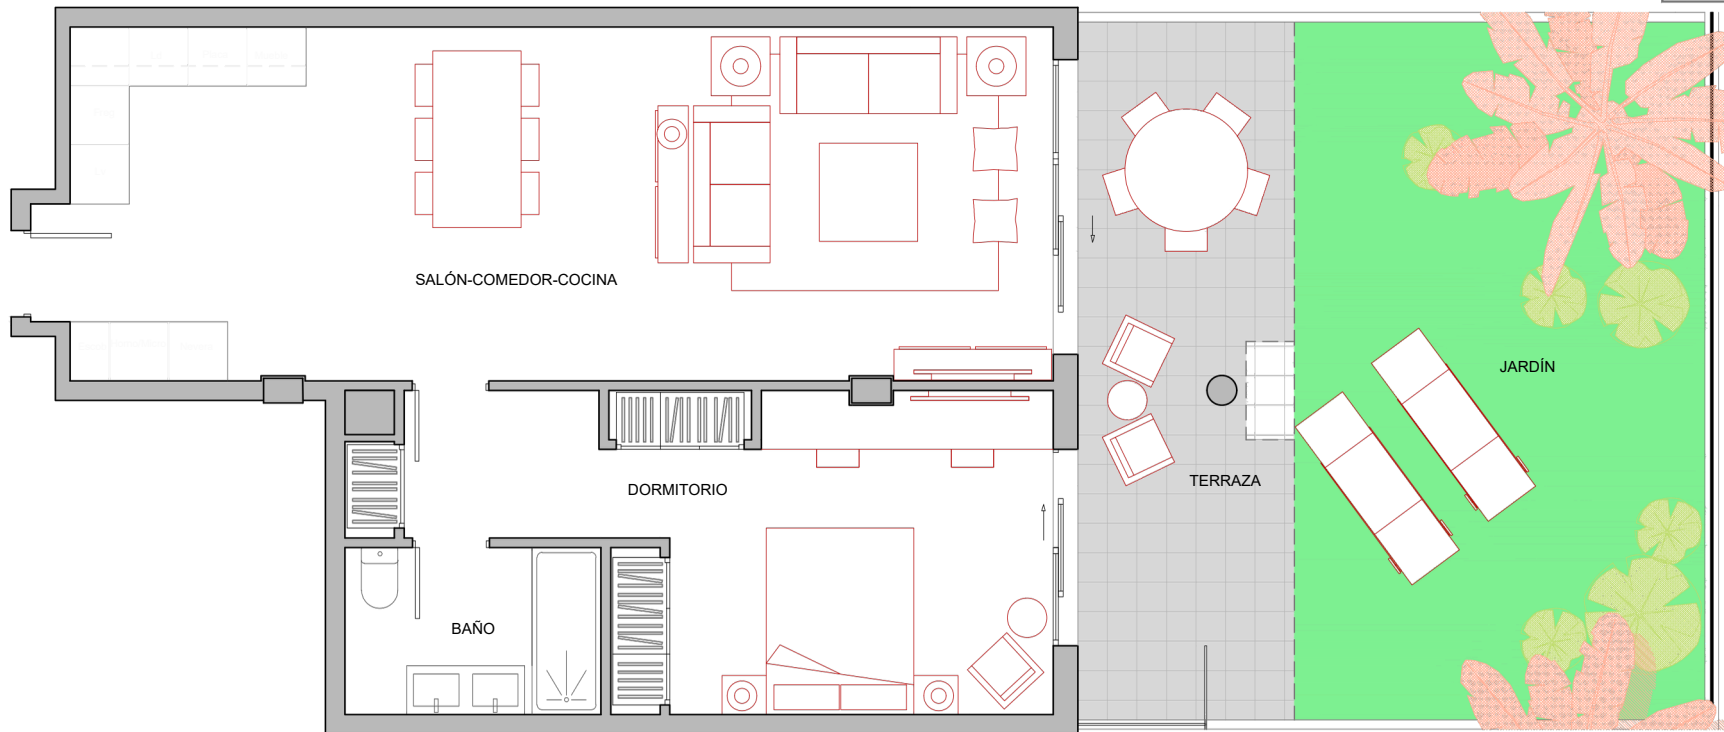 SALÓN-COMEDOR-COCINA
JARDÍN
TERRAZA
DORMITORIO
BAÑO